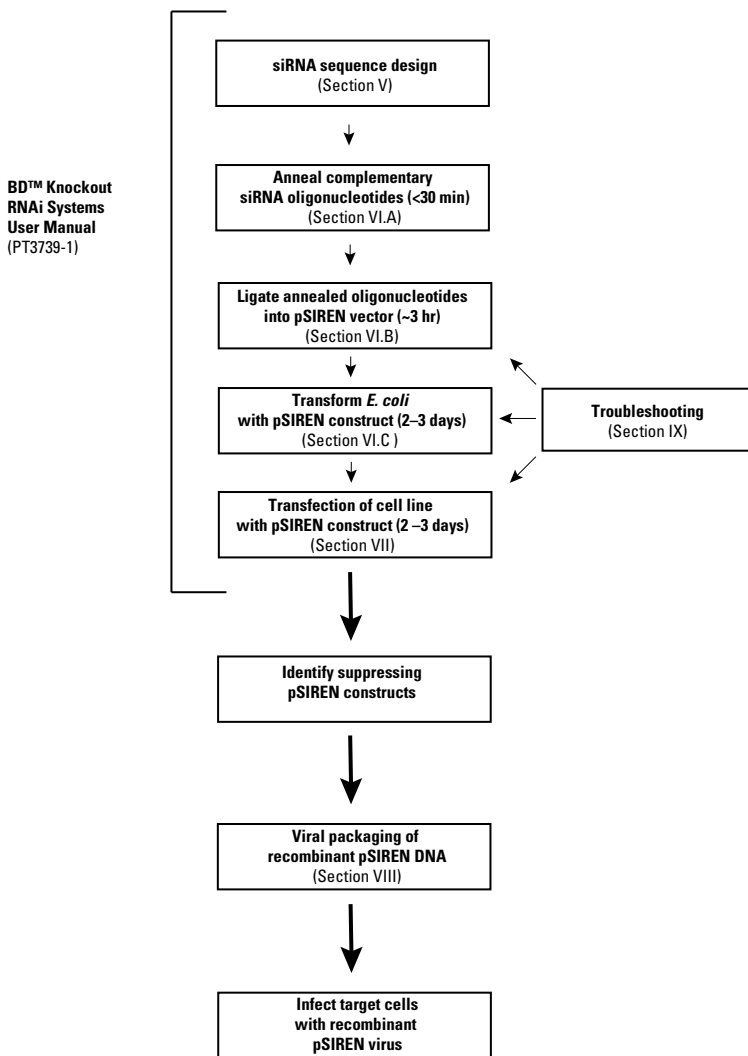 siRNA sequence design
(Section V)
Anneal complementary
siRNA oligonucleotides (<30 min)
(Section VI.A)
BD™ Knockout
RNAi Systems
User Manual
(PT3739-1)
Ligate annealed oligonucleotides
into pSIREN vector (~3 hr)
(Section VI.B)
Transform E. coli
with pSIREN construct (2–3 days)
(Section VI.C )
Troubleshooting
(Section IX)
Transfection of cell line
with pSIREN construct (2 –3 days)
(Section VII)
Identify suppressing
pSIREN constructs
Viral packaging of
recombinant pSIREN DNA
(Section VIII)
Infect target cells
with recombinant
pSIREN virus